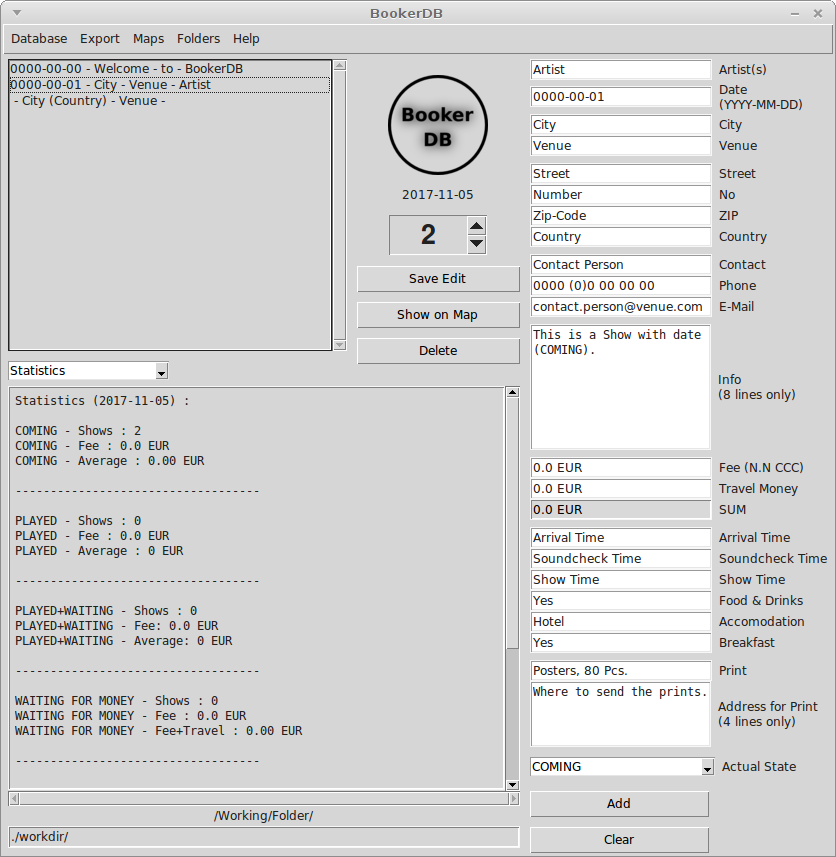 BookerDB
Database Export Maps Folders Help
0000-00-00 - Welcome - to - BookerDB
0000-00-01 - City - Venue - Artist
- City (Country) - Venue -
Booker
DB
2017-11-05
2
Save Edit
Show on Map
Delete
Statistics
Statistics (2017-11-05) :
COMING - Shows : 2
COMING - Fee : 0.0 EUR
COMING - Average : 0.00 EUR
-----------------------------------
PLAYED - Shows : 0
PLAYED - Fee : 0.0 EUR
PLAYED - Average : 0 EUR
-----------------------------------
PLAYED+WAITING - Shows : 0
PLAYED+WAITING - Fee: 0.0 EUR
PLAYED+WAITING - Average: 0 EUR
-----------------------------------
WAITING FOR MONEY - Shows : 0
WAITING FOR MONEY - Fee : 0.0 EUR
WAITING FOR MONEY - Fee+Travel : 0.00 EUR
-----------------------------------
/Working/Folder/
./workdir/
Artist Artist(s)
0000-00-01 Date
(YYYY-MM-DD)
City City
Venue Venue
Street Street
Number No
Zip-Code ZIP
Country Country
Contact Person Contact
0000 (0)0 00 00 00 Phone
contact.person@venue.com E-Mail
This is a Show with date
(COMING).
Info
(8 lines only)
0.0 EUR Fee (N.N CCC)
0.0 EUR Travel Money
0.0 EUR SUM
Arrival Time Arrival Time
Soundcheck Time Soundcheck Time
Show Time Show Time
Yes Food & Drinks
Hotel Accomodation
Yes Breakfast
Posters, 80 Pcs. Print
Where to send the prints.
Address for Print
(4 lines only)
COMING Actual State
Add
Clear